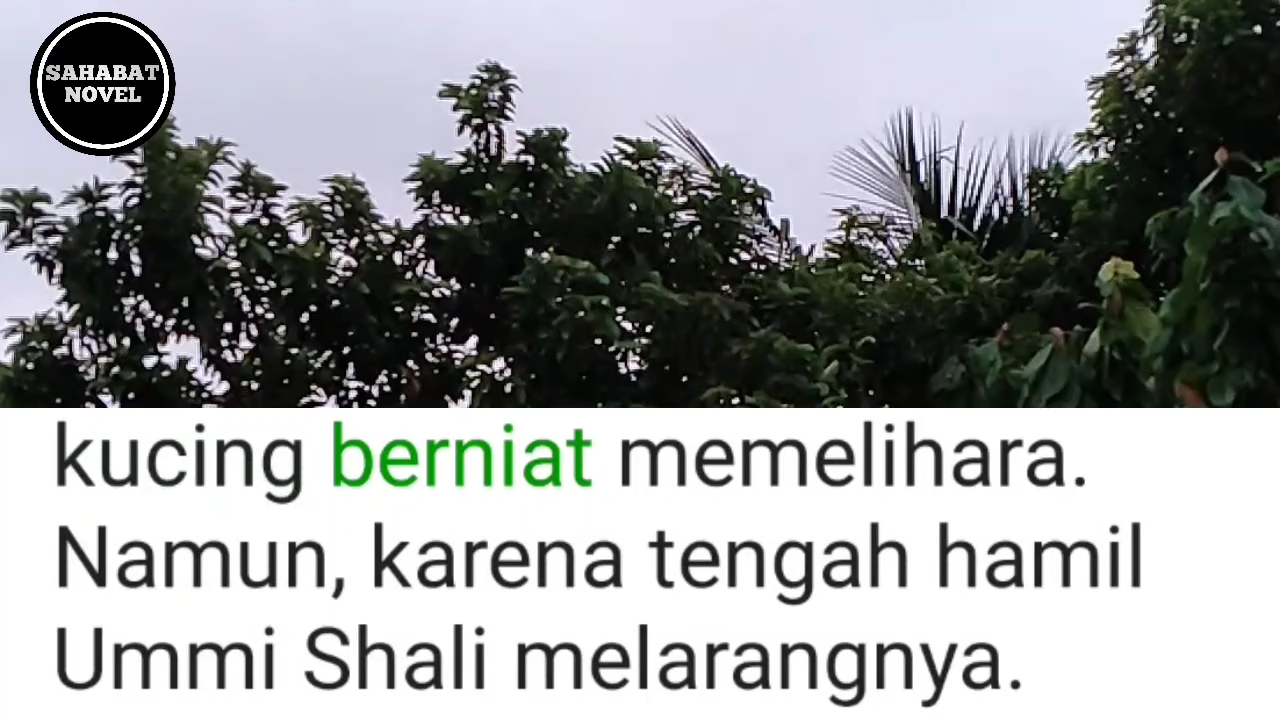 SAHABAT
NOVEL
kucing berniat memelihara.
Namun, karena tengah hamil
Ummi Shali melarangnya.